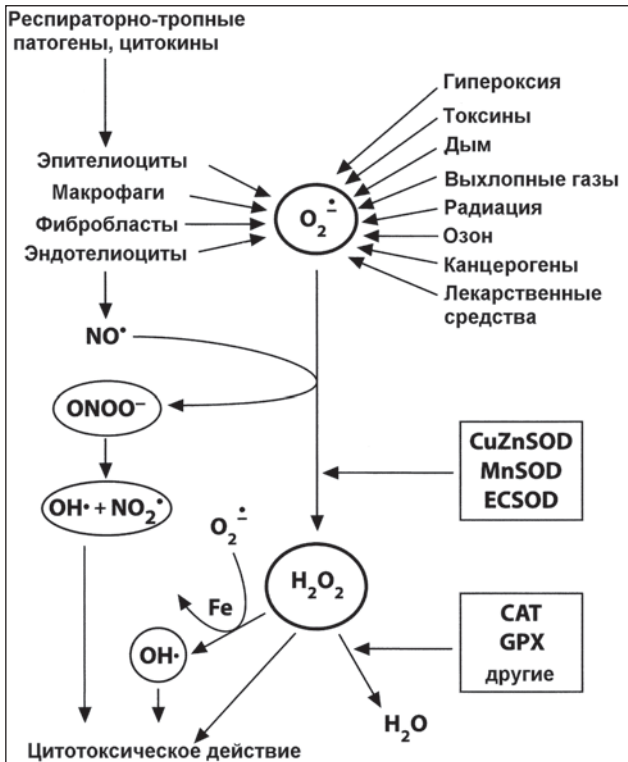 Респираторно-тропные
патогены, цитокины
Гипероксия
Токсины
Дым
Выхлопные газы
Радиация
Озон
Канцерогены
Лекарственные
средства
Эпителиоциты
Макрофаги
Фибробласты
Эндотелиоциты
O₂∸
NO•
ONOO⁻
OH• + NO₂•
CuZnSOD
MnSOD
ECSOD
O₂∸
H₂O₂
Fe
OH•
CAT
GPX
другие
H₂O
Цитотоксическое действие